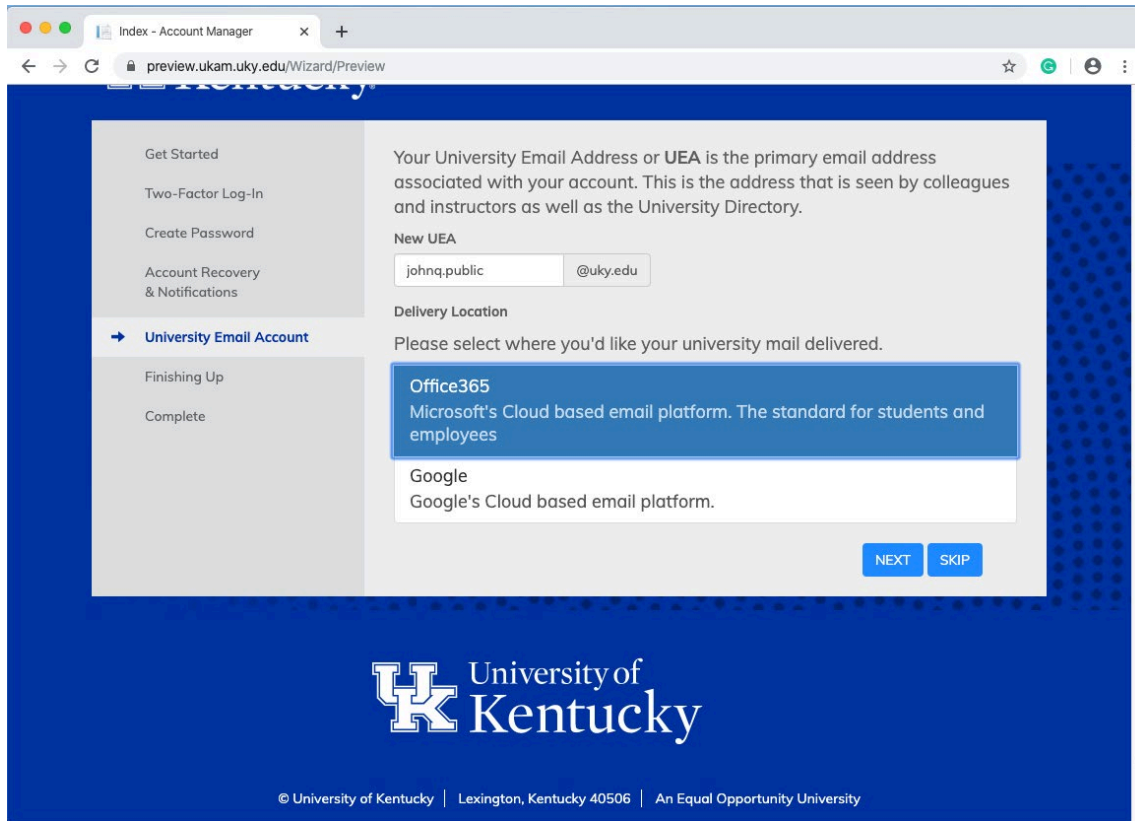 Index - Account Manager
preview.ukam.uky.edu/Wizard/Preview
Kentucky
Get Started
Two-Factor Log-In
Create Password
Account Recovery
& Notifications
University Email Account
Finishing Up
Complete
Your University Email Address or UEA is the primary email address
associated with your account. This is the address that is seen by colleagues
and instructors as well as the University Directory.
New UEA
johnq.public @uky.edu
Delivery Location
Please select where you'd like your university mail delivered.
Office365
Microsoft's Cloud based email platform. The standard for students and
employees
Google
Google's Cloud based email platform.
NEXT SKIP
UK University of
Kentucky
© University of Kentucky | Lexington, Kentucky 40506 | An Equal Opportunity University